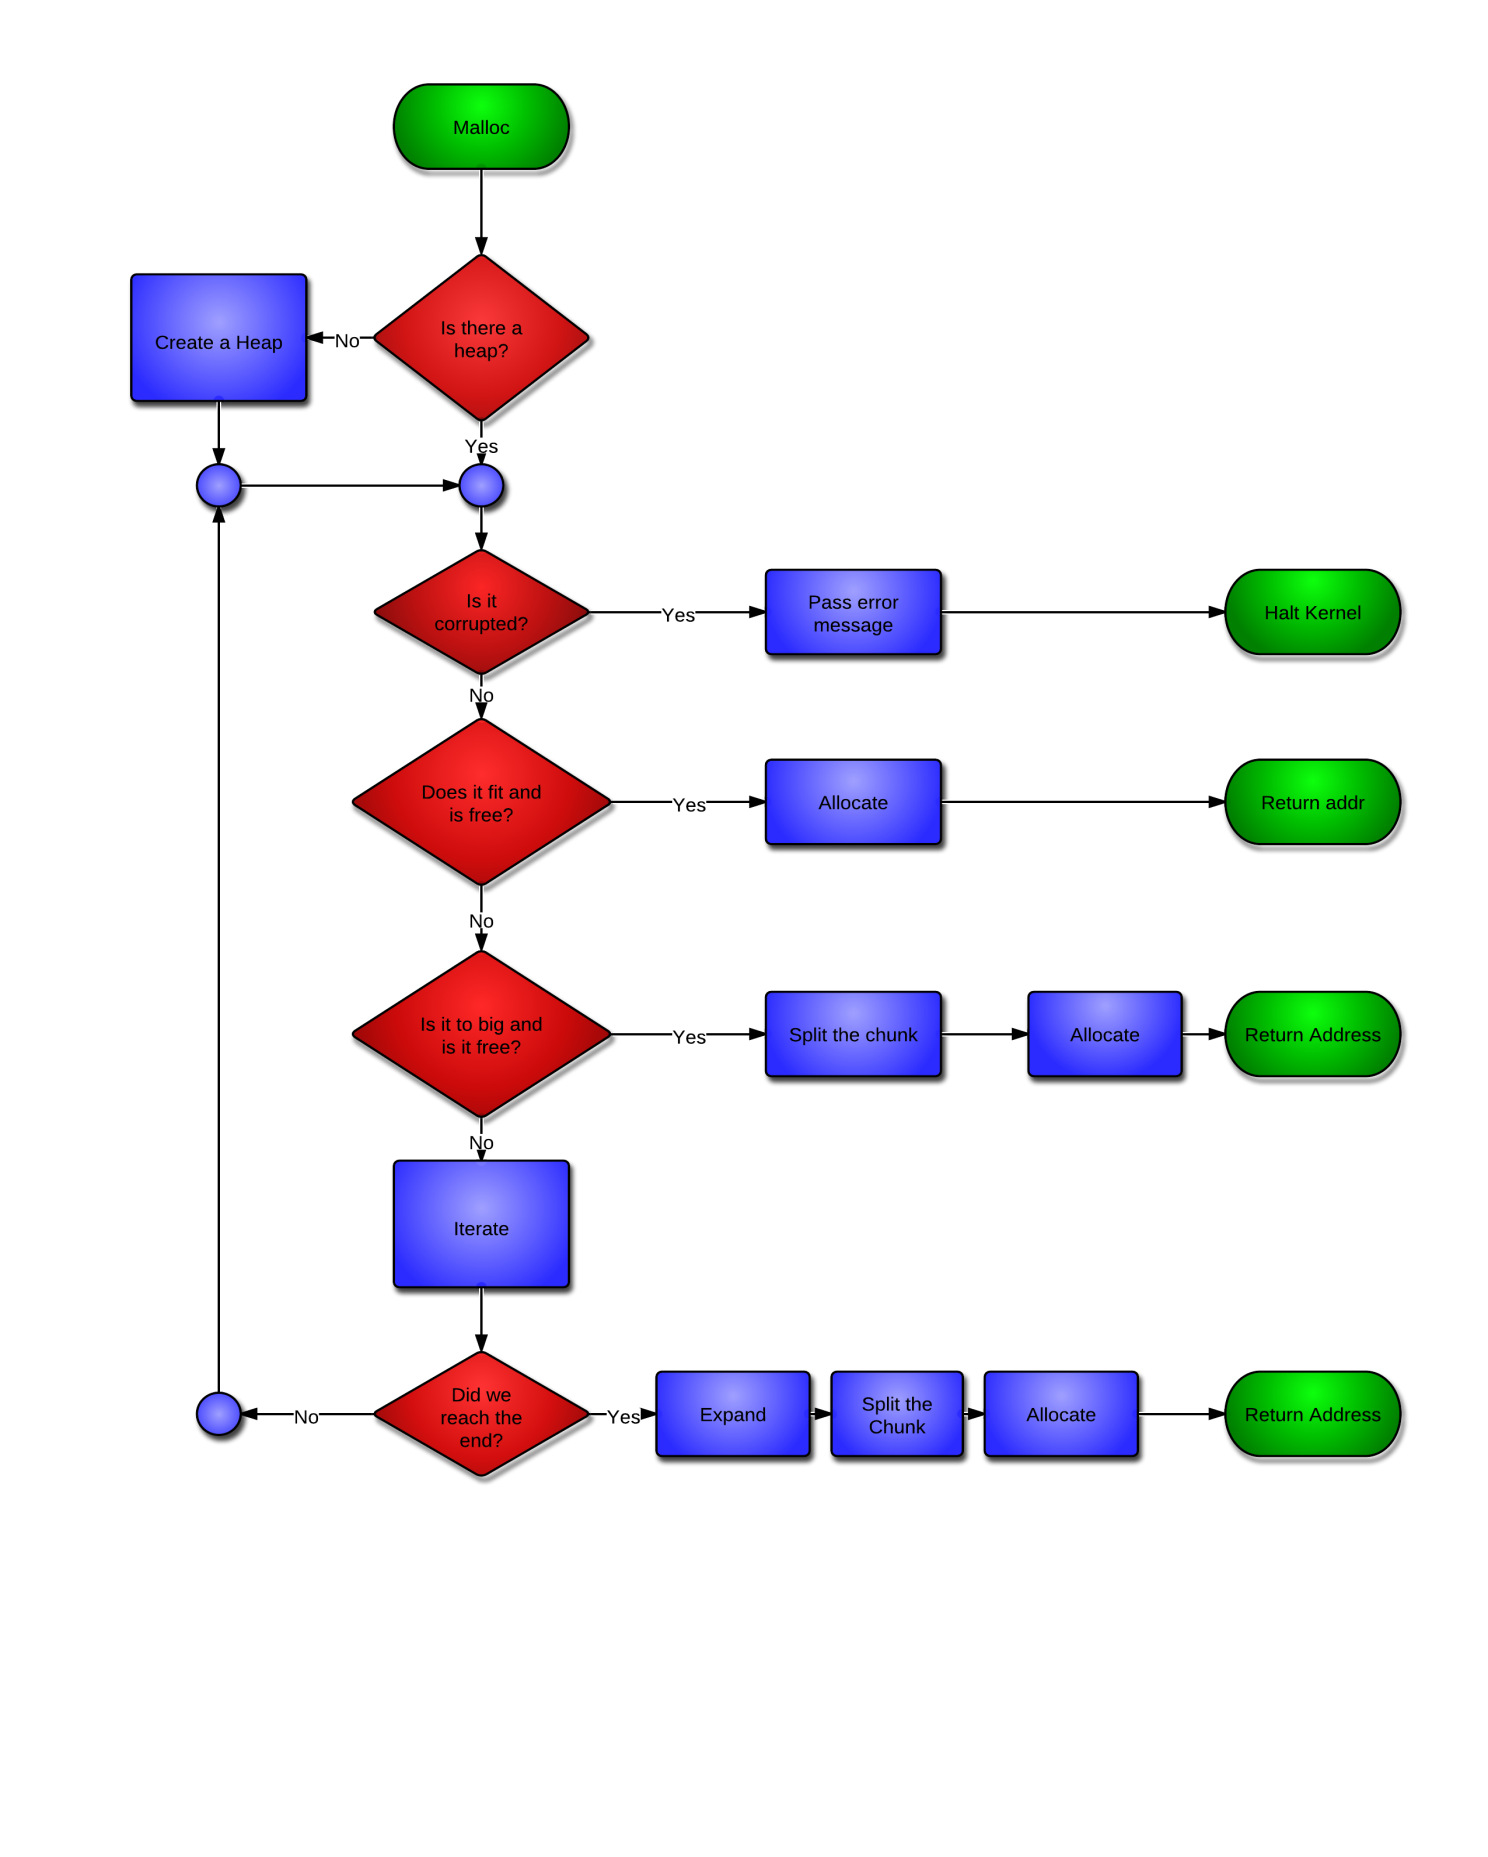 Malloc
Is there a
heap?
No
Create a Heap
Yes
Is it
corrupted?
Yes
Pass error
message
Halt Kernel
No
Does it fit and
is free?
Yes
Allocate
Return addr
No
Is it to big and
is it free?
Yes
Split the chunk
Allocate
Return Address
No
Iterate
Did we
reach the
end?
No
Yes
Expand
Split the
Chunk
Allocate
Return Address